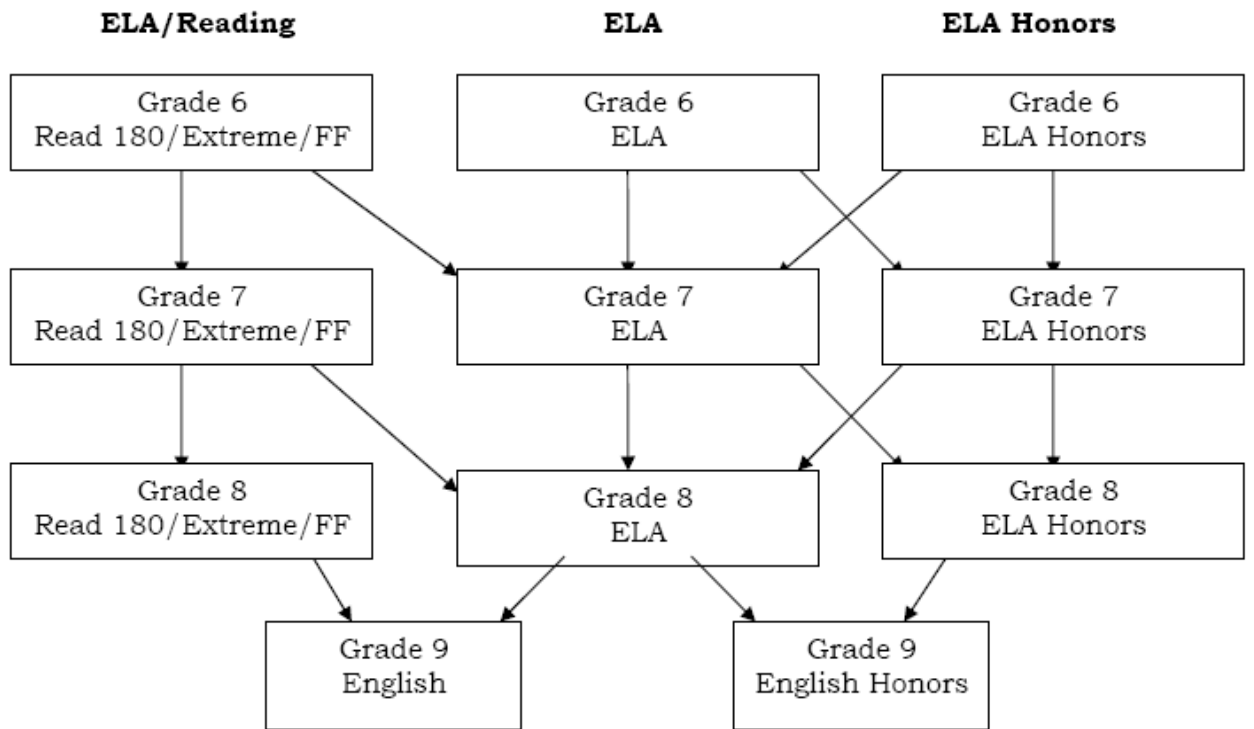 ELA/Reading
ELA
ELA Honors
Grade 6
Read 180/Extreme/FF
Grade 6
ELA
Grade 6
ELA Honors
Grade 7
Read 180/Extreme/FF
Grade 7
ELA
Grade 7
ELA Honors
Grade 8
Read 180/Extreme/FF
Grade 8
ELA
Grade 8
ELA Honors
Grade 9
English
Grade 9
English Honors